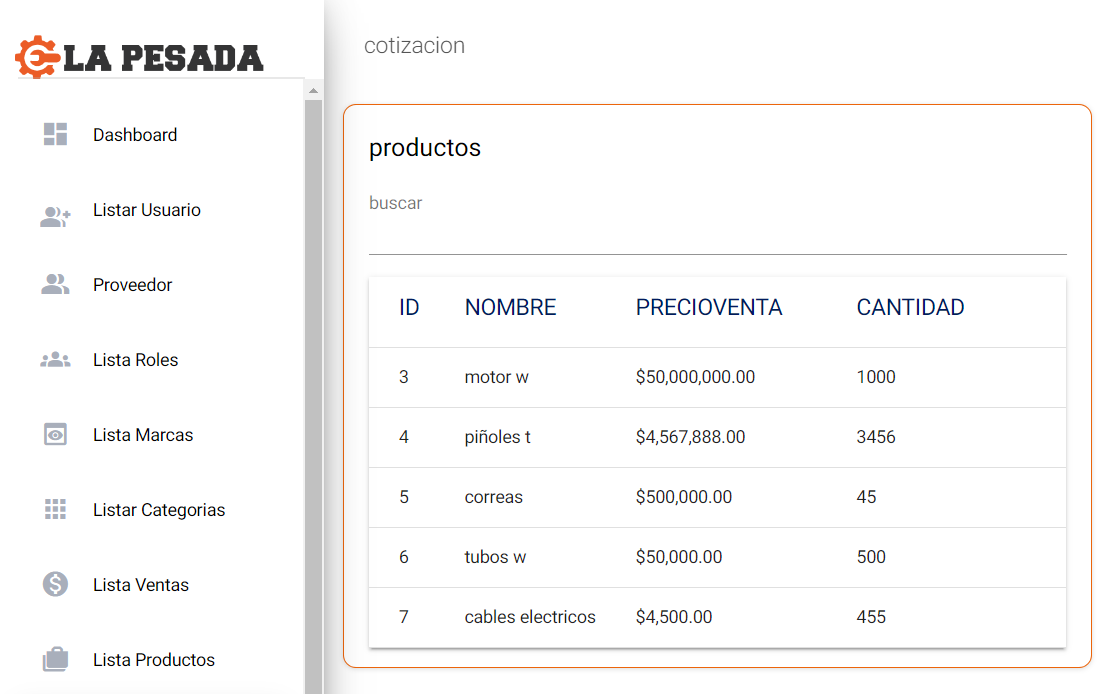 LA PESADA
Dashboard
Listar Usuario
Proveedor
Lista Roles
Lista Marcas
Listar Categorias
Lista Ventas
Lista Productos
cotizacion
productos
buscar
ID NOMBRE PRECIOVENTA CANTIDAD
3 motor w $50,000,000.00 1000
4 piñoles t $4,567,888.00 3456
5 correas $500,000.00 45
6 tubos w $50,000.00 500
7 cables electricos $4,500.00 455